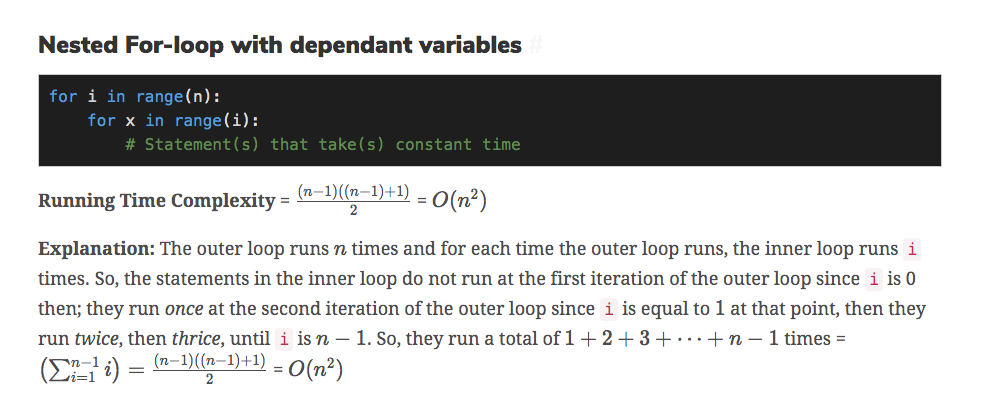 Nested For-loop with dependant variables #
for i in range(n):
    for x in range(i):
        # Statement(s) that take(s) constant time
Running Time Complexity = \frac{(n-1)((n-1)+1)}{2} = O(n^2)
Explanation: The outer loop runs n times and for each time the outer loop runs, the inner loop runs i
times. So, the statements in the inner loop do not run at the first iteration of the outer loop since i is 0
then; they run once at the second iteration of the outer loop since i is equal to 1 at that point, then they
run twice, then thrice, until i is n − 1. So, they run a total of 1 + 2 + 3 + ⋯ + n − 1 times =
(\sum_{i=1}^{n-1} i) = \frac{(n-1)((n-1)+1)}{2} = O(n^2)